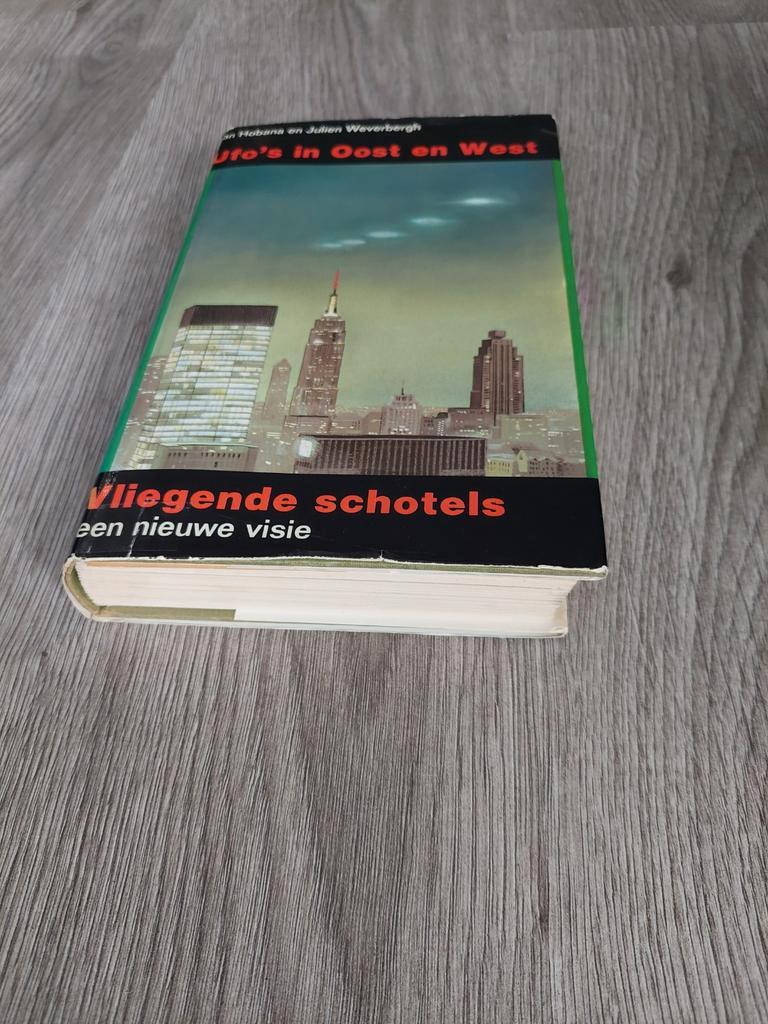 Hobana en Julien Weverbergh
Ufo's in Oost en West
Vliegende schotels
een nieuwe visie